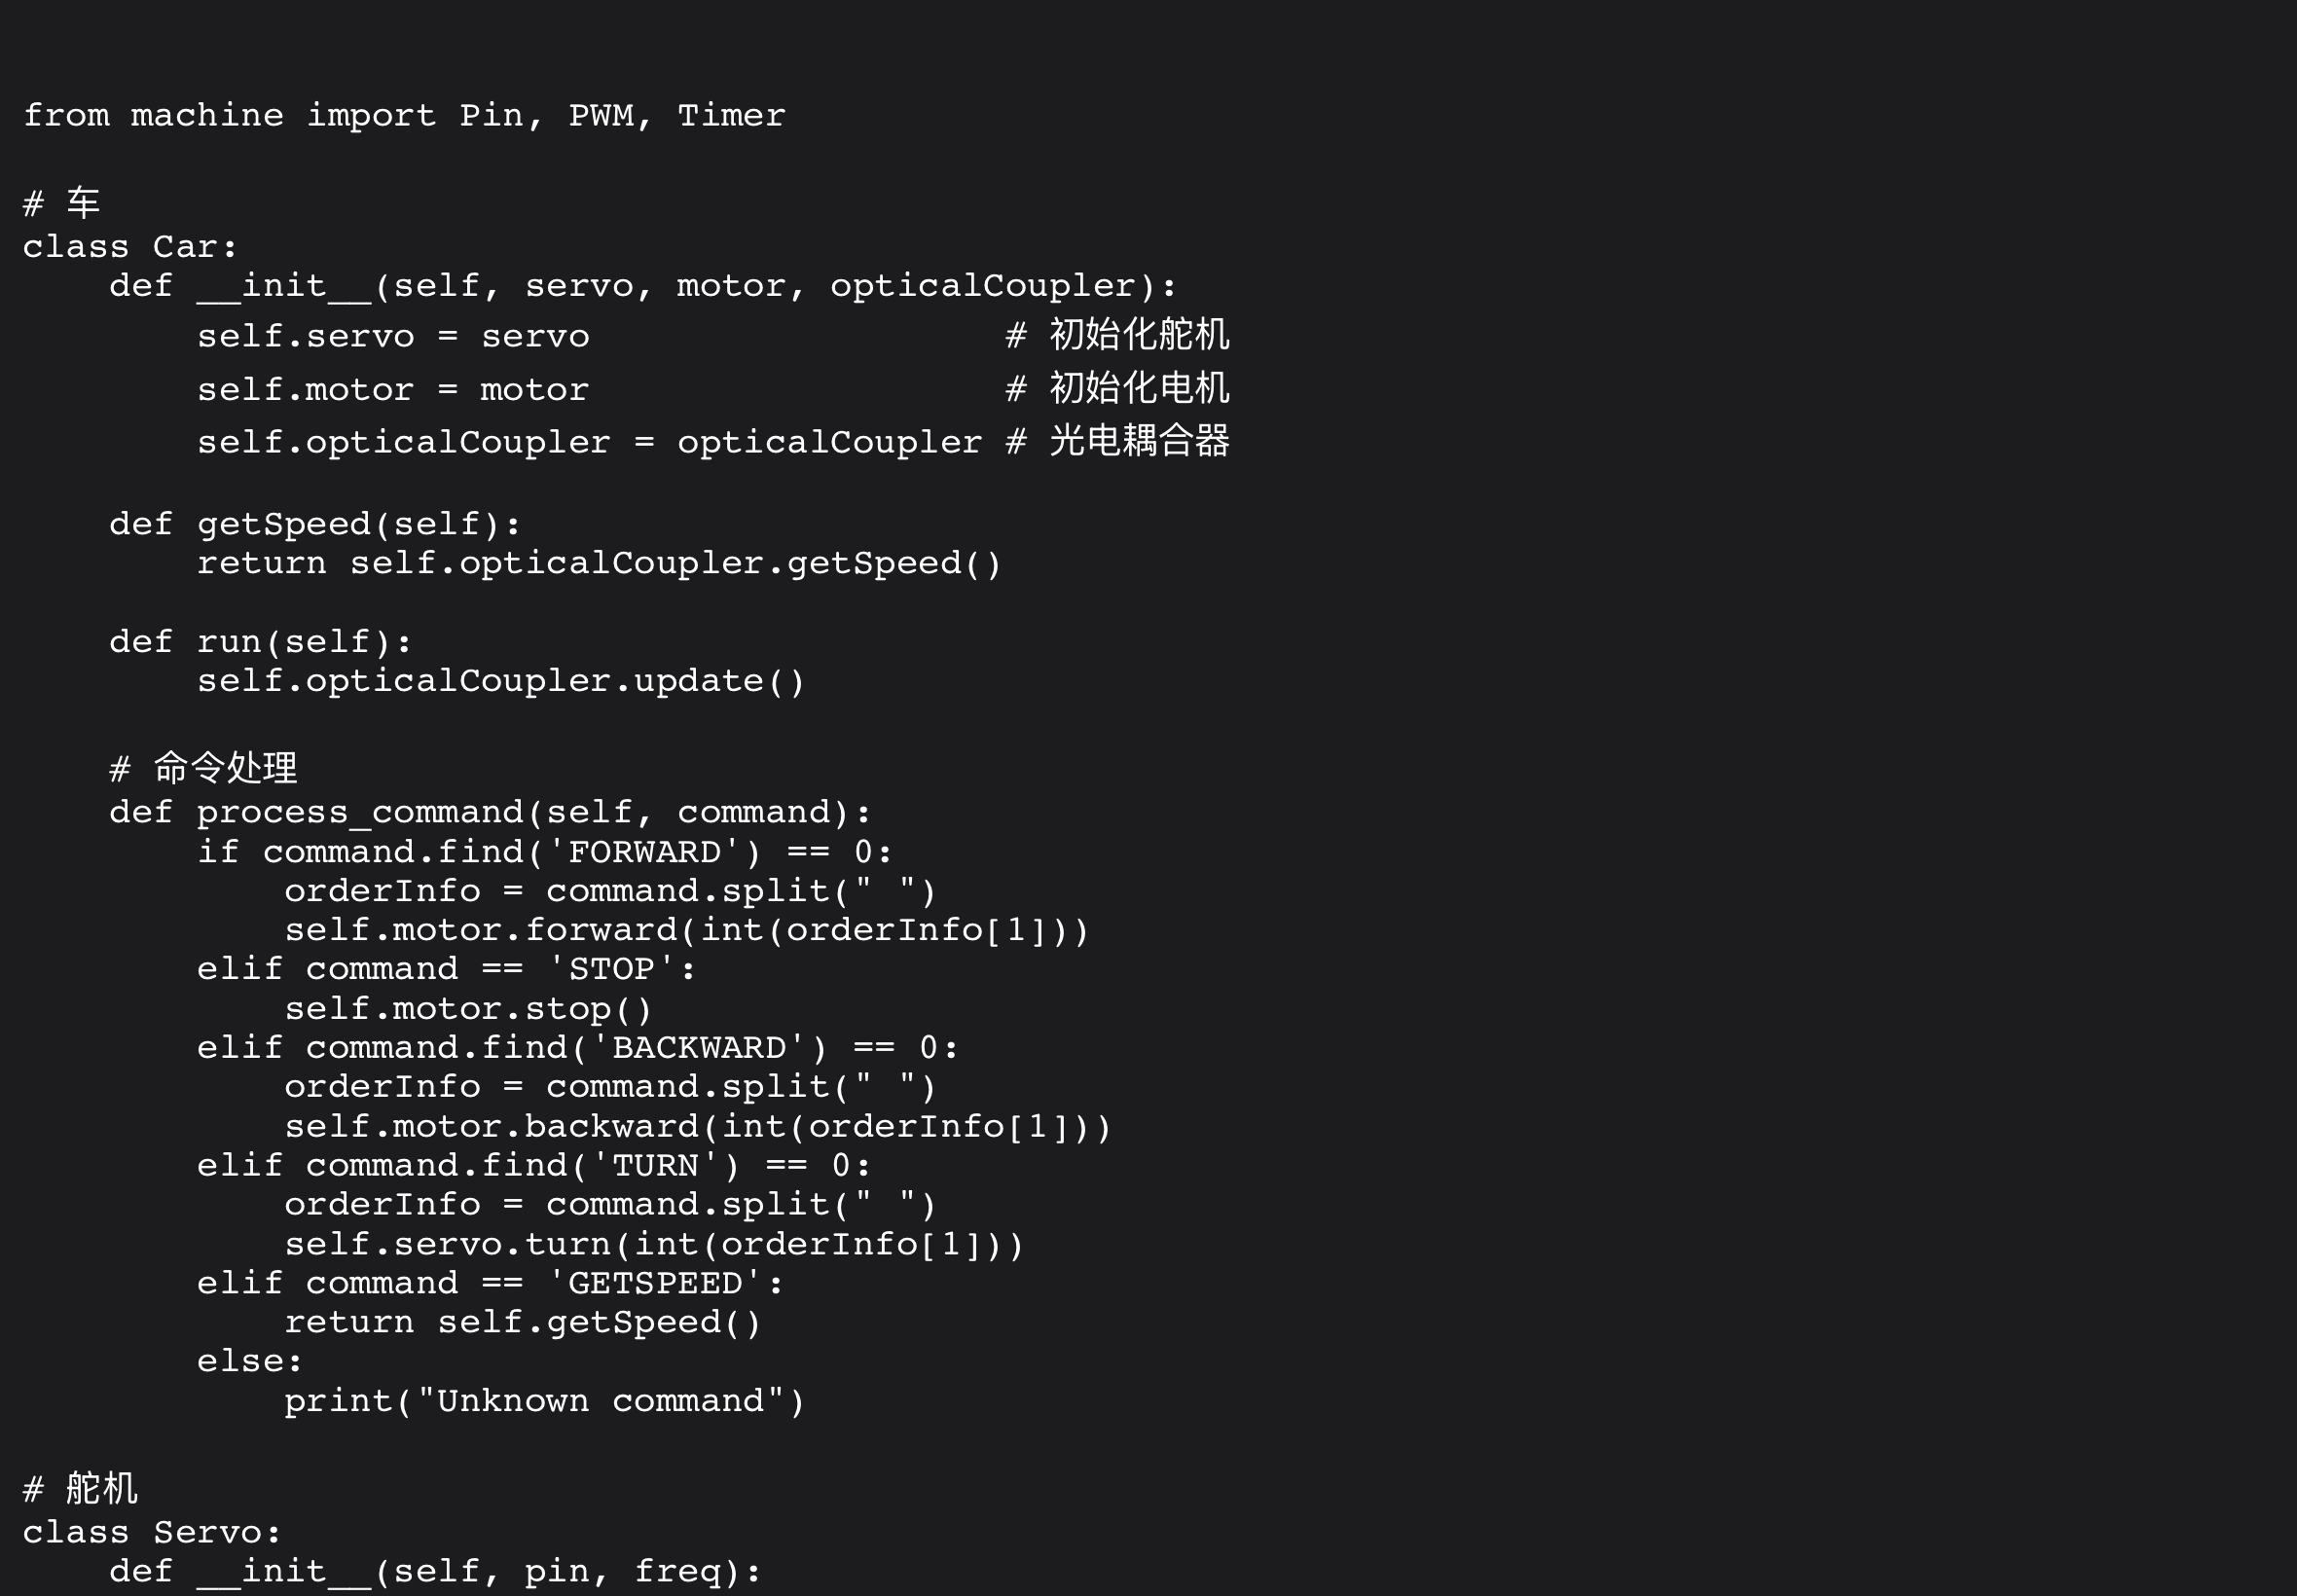 from machine import Pin, PWM, Timer

# 车
class Car:
    def __init__(self, servo, motor, opticalCoupler):
        self.servo = servo                   # 初始化舵机
        self.motor = motor                   # 初始化电机
        self.opticalCoupler = opticalCoupler # 光电耦合器

    def getSpeed(self):
        return self.opticalCoupler.getSpeed()

    def run(self):
        self.opticalCoupler.update()

    # 命令处理
    def process_command(self, command):
        if command.find('FORWARD') == 0:
            orderInfo = command.split(" ")
            self.motor.forward(int(orderInfo[1]))
        elif command == 'STOP':
            self.motor.stop()
        elif command.find('BACKWARD') == 0:
            orderInfo = command.split(" ")
            self.motor.backward(int(orderInfo[1]))
        elif command.find('TURN') == 0:
            orderInfo = command.split(" ")
            self.servo.turn(int(orderInfo[1]))
        elif command == 'GETSPEED':
            return self.getSpeed()
        else:
            print("Unknown command")

# 舵机
class Servo:
    def __init__(self, pin, freq):